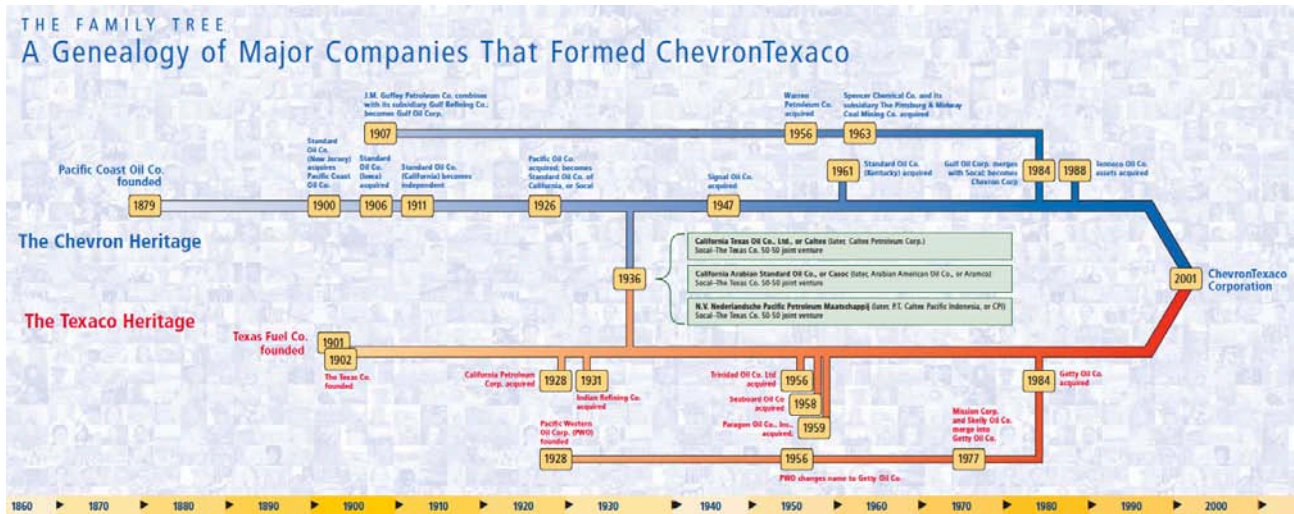 THE FAMILY TREE
A Genealogy of Major Companies That Formed ChevronTexaco
J.M. Guffey Petroleum Co. combines
with its subsidiary Gulf Refining Co.;
becomes Gulf Oil Corp.
1907
Warren
Petroleum Co.
acquired
1956
Spencer Chemical Co. and its
subsidiary The Pittsburg & Midway
Coal Mining Co. acquired
1963
Pacific Coast Oil Co.
founded
1879
Standard
Oil Co.
(New Jersey)
acquires
Pacific Coast
Oil Co.
1900
Standard
Oil Co.
(Iowa)
acquired
1906
Standard Oil Co.
(California) becomes
independent
1911
Pacific Oil Co.
acquired; becomes
Standard Oil Co. of
California, or Socal
1926
Signal Oil Co.
acquired
1947
1961
Standard Oil Co.
(Kentucky) acquired
Gulf Oil Corp. merges
with Socal; becomes
Chevron Corp.
1984
1988
Tenneco Oil Co.
assets acquired
The Chevron Heritage
1936
California Texas Oil Co., Ltd., or Caltex (later, Caltex Petroleum Corp.)
Socal–The Texas Co. 50-50 joint venture
California Arabian Standard Oil Co., or Casoc (later, Arabian American Oil Co., or Aramco)
Socal–The Texas Co. 50-50 joint venture
N.V. Nederlandsche Pacific Petroleum Maatschappij (later, P.T. Caltex Pacific Indonesia, or CPI)
Socal–The Texas Co. 50-50 joint venture
2001
ChevronTexaco
Corporation
The Texaco Heritage
Texas Fuel Co.
founded
1901
1902
The Texas Co.
founded
California Petroleum
Corp. acquired
1928
1931
Indian Refining Co.
acquired
Trinidad Oil Co. Ltd
acquired
1956
Seaboard Oil Co
acquired
1958
Paragon Oil Co., Inc.,
acquired,
1959
1984
Getty Oil Co.
acquired
Pacific Western
Oil Corp. (PWO)
founded
1928
1956
PWO changes name to Getty Oil Co.
Mission Corp.
and Skelly Oil Co.
merge into
Getty Oil Co.
1977
1860 1870 1880 1890 1900 1910 1920 1930 1940 1950 1960 1970 1980 1990 2000